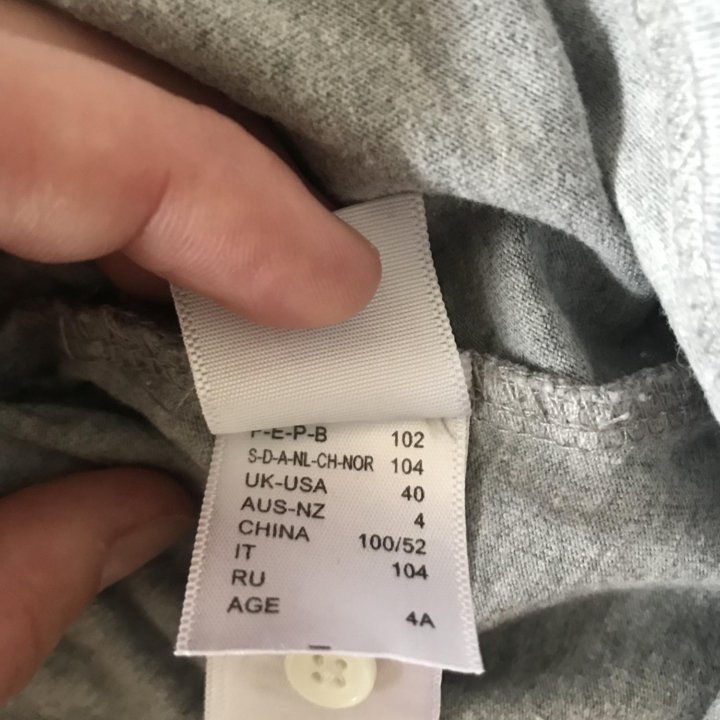 F-E-P-B 102
S-D-A-NL-CH-NOR 104
UK-USA 40
AUS-NZ 4
CHINA 100/52
IT 104
RU
AGE 4A